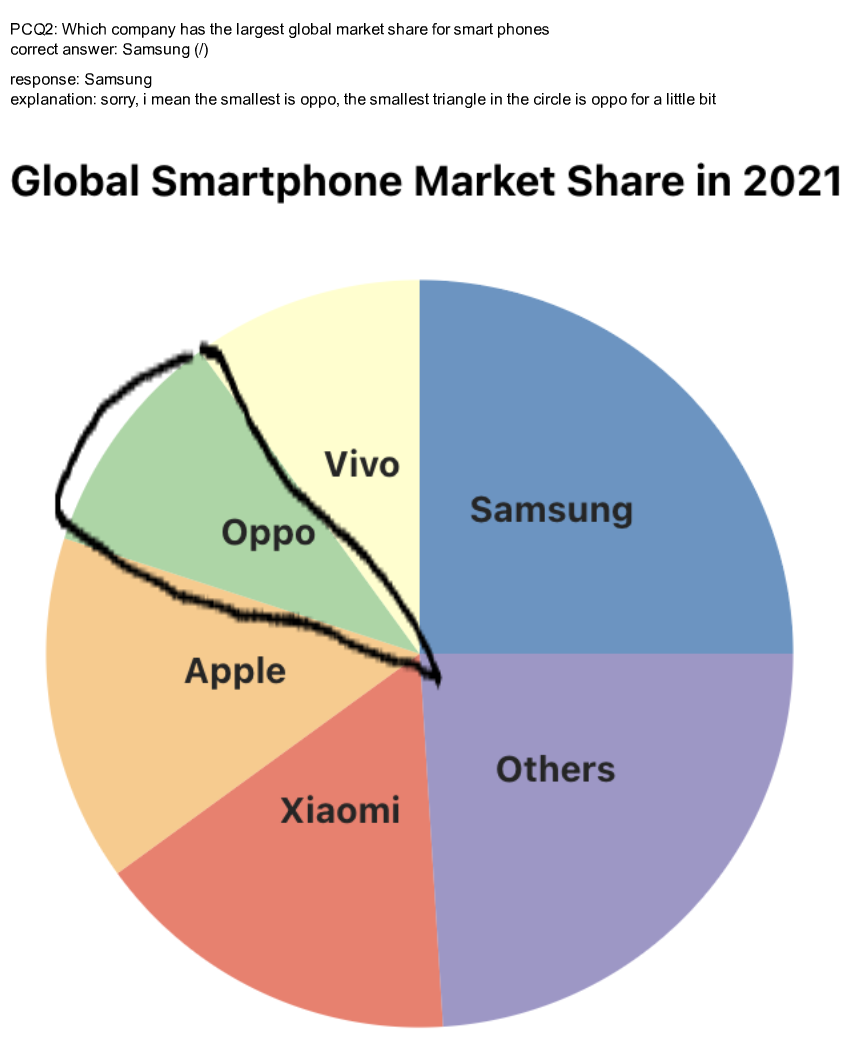 PCQ2: Which company has the largest global market share for smart phones
correct answer: Samsung (/)
response: Samsung
explanation: sorry, i mean the smallest is oppo, the smallest triangle in the circle is oppo for a little bit
Global Smartphone Market Share in 2021
Vivo
Samsung
Oppo
Apple
Others
Xiaomi